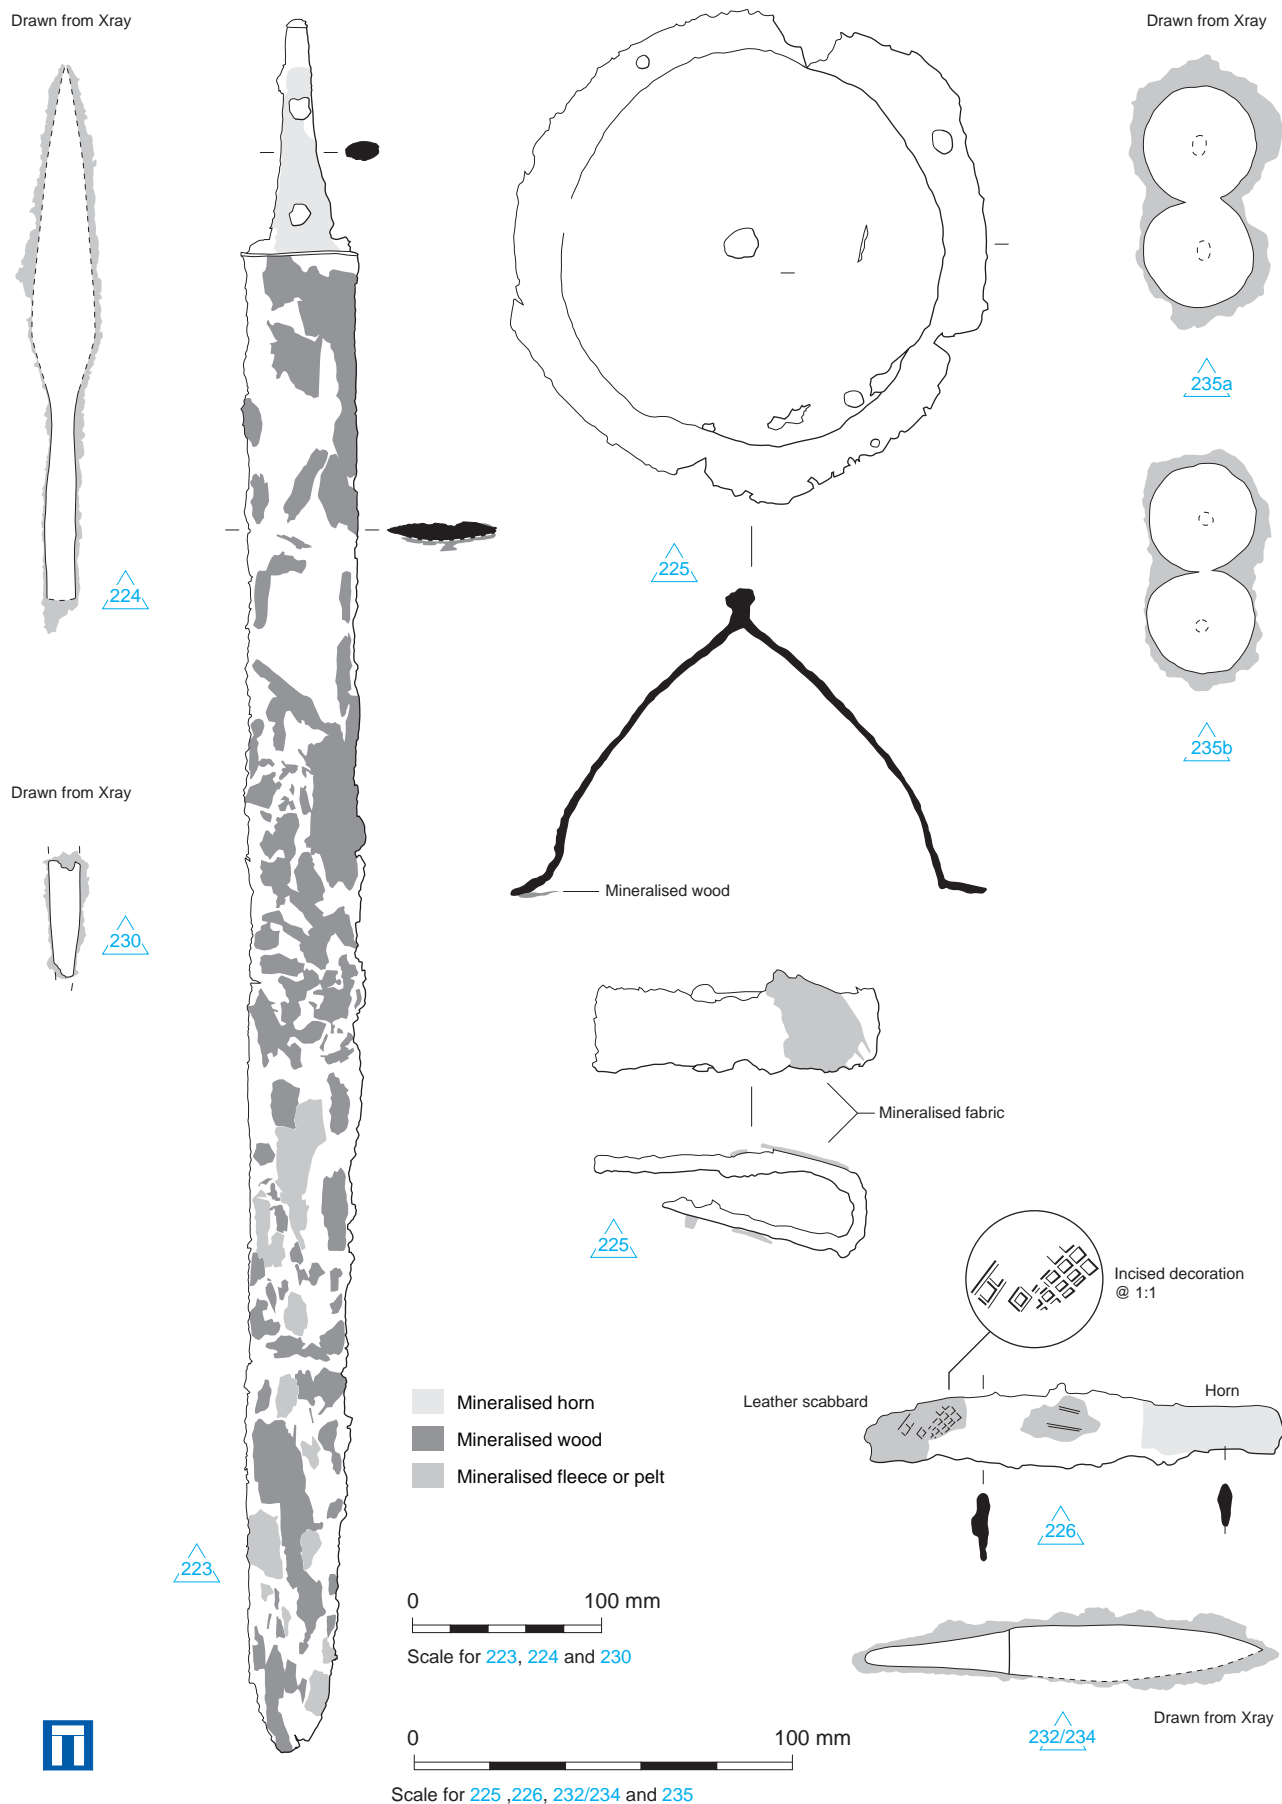 Drawn from Xray
Drawn from Xray
224
225
235a
235b
Drawn from Xray
230
Mineralised wood
Mineralised fabric
225
Incised decoration
@ 1:1
Leather scabbard
Horn
Mineralised horn
Mineralised wood
Mineralised fleece or pelt
226
223
0 100 mm
Scale for 223, 224 and 230
232/234
Drawn from Xray
0 100 mm
Scale for 225 ,226, 232/234 and 235